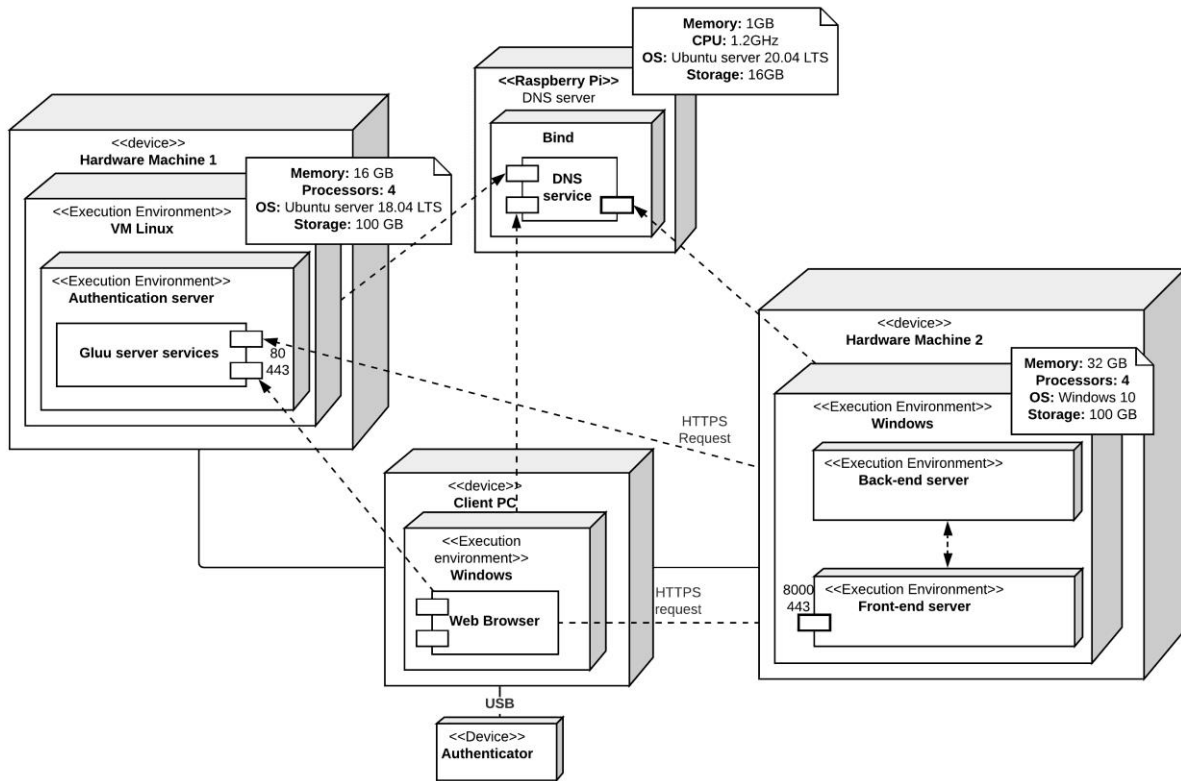 Memory: 1GB
CPU: 1.2GHz
OS: Ubuntu server 20.04 LTS
Storage: 16GB
<<Raspberry Pi>>
DNS server
Bind
DNS
service
<<device>>
Hardware Machine 1
Memory: 16 GB
Processors: 4
OS: Ubuntu server 18.04 LTS
Storage: 100 GB
<<Execution Environment>>
VM Linux
<<Execution Environment>>
Authentication server
Gluu server services
80
443
<<device>>
Hardware Machine 2
Memory: 32 GB
Processors: 4
OS: Windows 10
Storage: 100 GB
<<Execution Environment>>
Windows
<<Execution Environment>>
Back-end server
8000
443
<<Execution Environment>>
Front-end server
HTTPS
Request
<<device>>
Client PC
<<Execution
environment>>
Windows
Web Browser
HTTPS
request
USB
<<Device>>
Authenticator